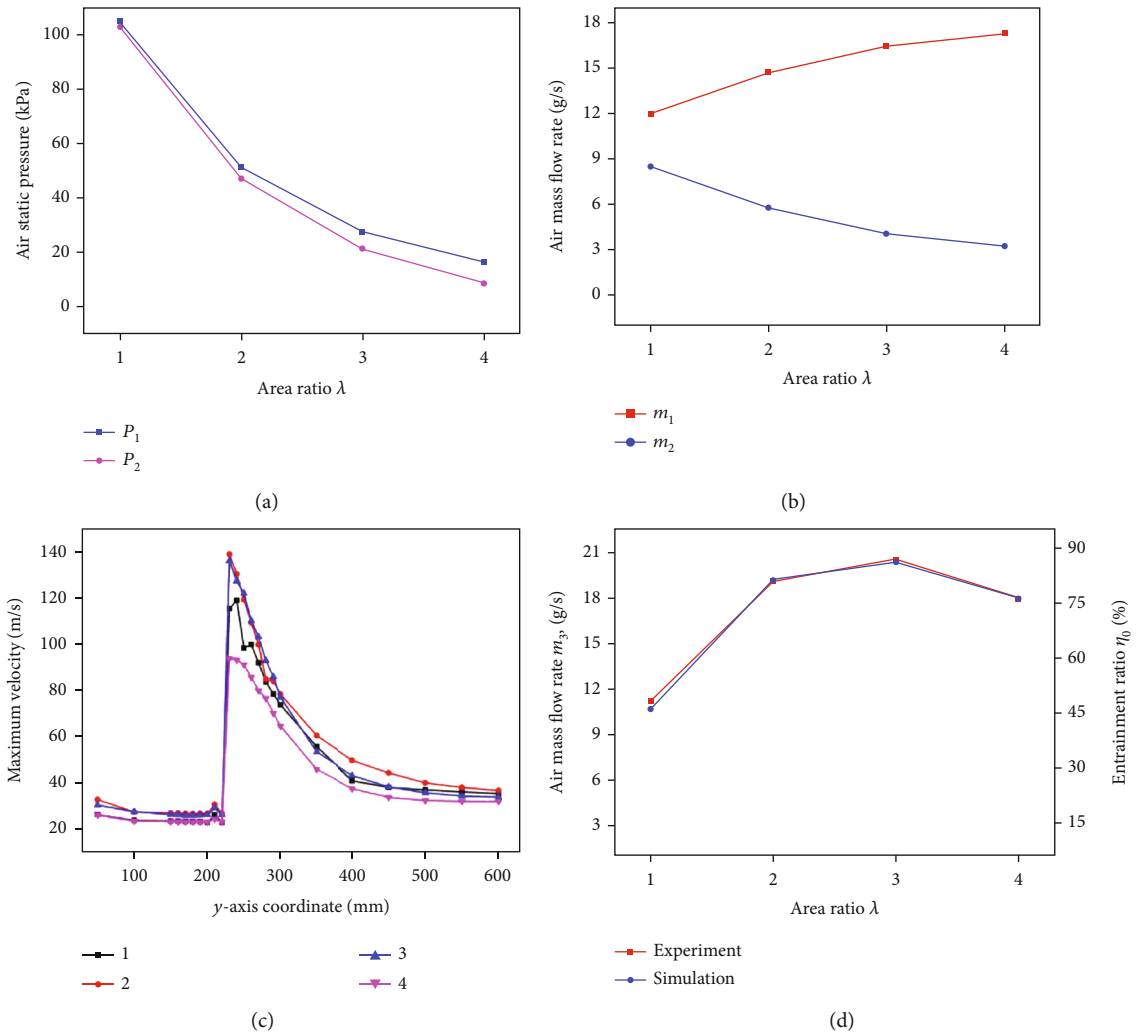 Air static pressure (kPa)
100
80
60
40
20
0
1 2 3 4
Area ratio λ
P₁
P₂
(a)
Air mass flow rate (g/s)
18
15
12
9
6
3
0
1 2 3 4
Area ratio λ
m₁
m₂
(b)
Maximum velocity (m/s)
140
120
100
80
60
40
20
100 200 300 400 500 600
y-axis coordinate (mm)
1 3
2 4
(c)
Air mass flow rate m₃, (g/s)
21
18
15
12
9
6
3
90
75
60
45
30
15
Entrainment ratio η₀ (%)
1 2 3 4
Area ratio λ
Experiment
Simulation
(d)